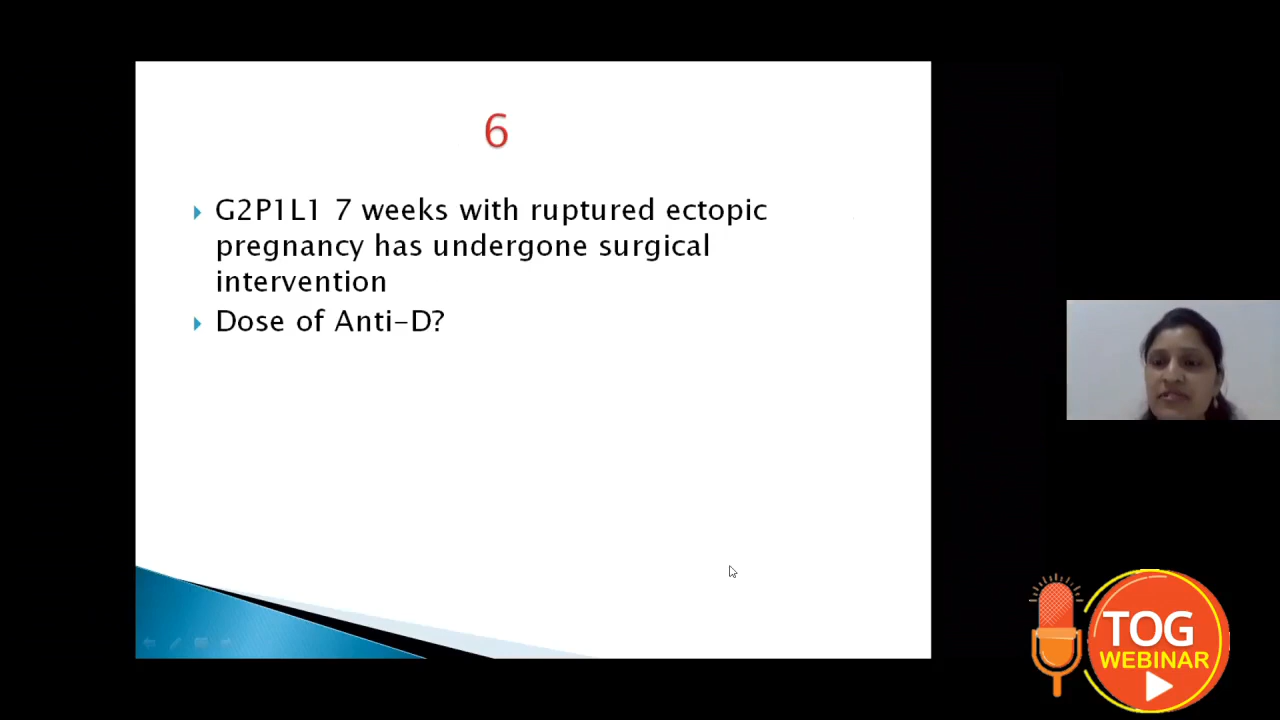 6
G2P1L1 7 weeks with ruptured ectopic
pregnancy has undergone surgical
intervention
Dose of Anti-D?
TOG
WEBINAR